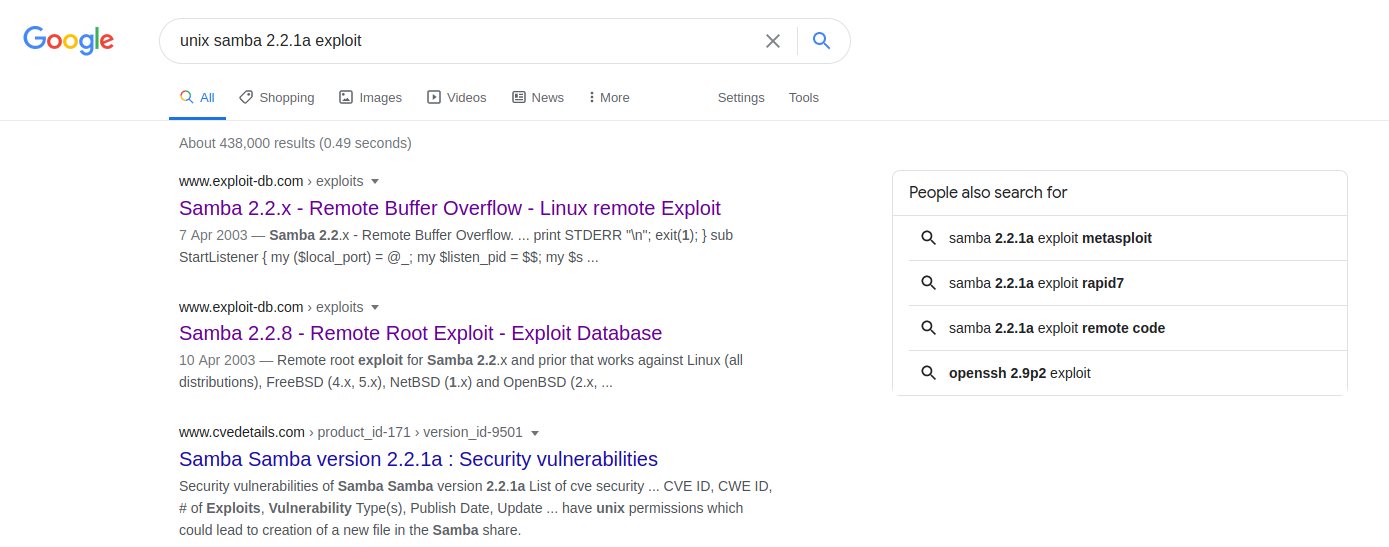 Google
unix samba 2.2.1a exploit
All Shopping Images Videos News More Settings Tools
About 438,000 results (0.49 seconds)
www.exploit-db.com › exploits
Samba 2.2.x - Remote Buffer Overflow - Linux remote Exploit
7 Apr 2003 — Samba 2.2.x - Remote Buffer Overflow. ... print STDERR "\n"; exit(1); } sub
StartListener { my ($local_port) = @_; my $listen_pid = $$; my $s ...
www.exploit-db.com › exploits
Samba 2.2.8 - Remote Root Exploit - Exploit Database
10 Apr 2003 — Remote root exploit for Samba 2.2.x and prior that works against Linux (all
distributions), FreeBSD (4.x, 5.x), NetBSD (1.x) and OpenBSD (2.x, ...
www.cvedetails.com › product_id-171 › version_id-9501
Samba Samba version 2.2.1a : Security vulnerabilities
Security vulnerabilities of Samba Samba version 2.2.1a List of cve security ... CVE ID, CWE ID,
# of Exploits, Vulnerability Type(s), Publish Date, Update ... have unix permissions which
could lead to creation of a new file in the Samba share.
People also search for
samba 2.2.1a exploit metasploit
samba 2.2.1a exploit rapid7
samba 2.2.1a exploit remote code
openssh 2.9p2 exploit